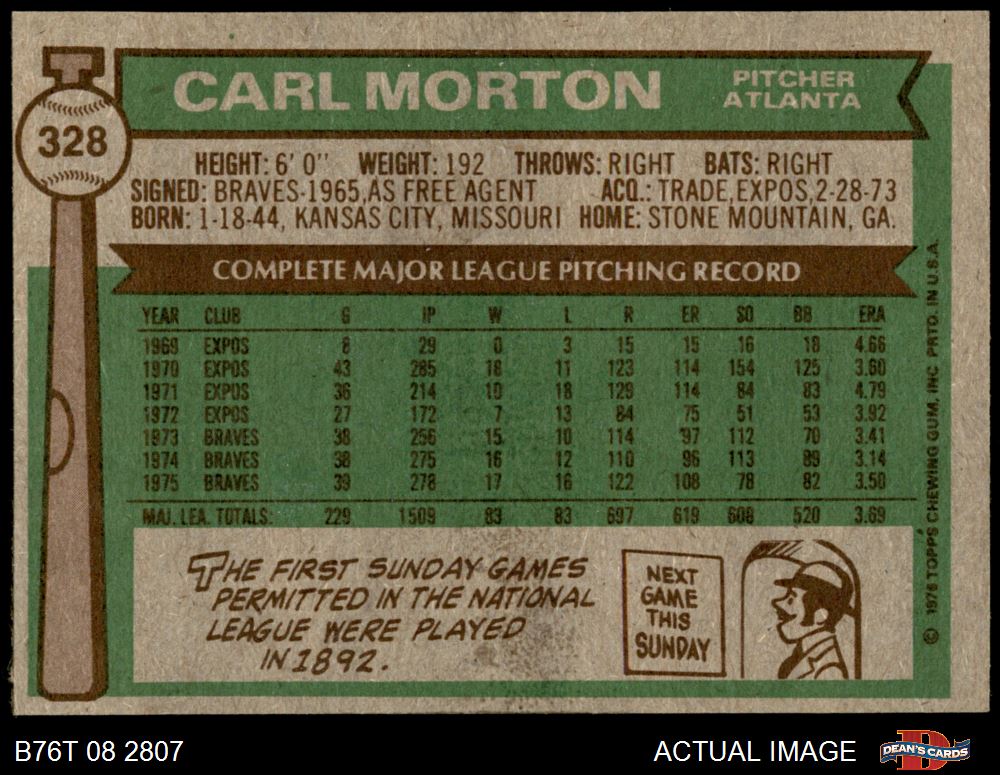 CARL MORTON
PITCHER
ATLANTA
328
HEIGHT: 6' 0" WEIGHT: 192 THROWS: RIGHT BATS: RIGHT
SIGNED: BRAVES-1965,AS FREE AGENT ACQ.: TRADE,EXPOS,2-28-73
BORN: 1-18-44, KANSAS CITY, MISSOURI HOME: STONE MOUNTAIN, GA.
COMPLETE MAJOR LEAGUE PITCHING RECORD
YEAR CLUB G IP W L R ER SO BB ERA
1969 EXPOS 8 29 0 3 15 15 16 18 4.66
1970 EXPOS 43 285 18 11 123 114 154 125 3.60
1971 EXPOS 36 214 10 18 129 114 84 83 4.79
1972 EXPOS 27 172 7 13 84 75 51 53 3.92
1973 BRAVES 38 256 15 10 114 97 112 70 3.41
1974 BRAVES 38 275 16 12 110 96 113 89 3.14
1975 BRAVES 39 278 17 16 122 108 78 82 3.50
MAJ. LEA. TOTALS: 229 1509 83 83 697 619 608 520 3.69
THE FIRST SUNDAY GAMES
PERMITTED IN THE NATIONAL
LEAGUE WERE PLAYED
IN 1892.
NEXT
GAME
THIS
SUNDAY
© 1976 TOPPS CHEWING GUM, INC PRTD. IN U.S.A.
B76T 08 2807
ACTUAL IMAGE
DEAN'S CARDS